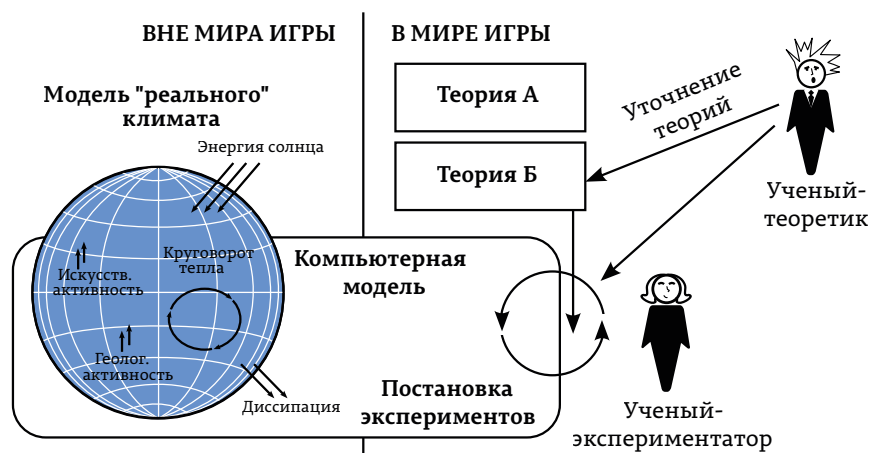 ВНЕ МИРА ИГРЫ
В МИРЕ ИГРЫ
Модель "реального"
климата
Энергия солнца
Теория А
Теория Б
Уточнение
теорий
Ученый-
теоретик
Круговорот
тепла
Искусств.
активность
Геолог.
активность
Диссипация
Компьютерная
модель
Постановка
экспериментов
Ученый-
экспериментатор